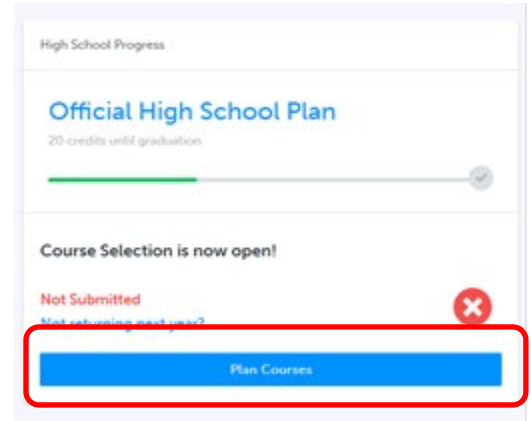 High School Progress
Official High School Plan
20 credits until graduation
Course Selection is now open!
Not Submitted
Not returning next year?
Plan Courses